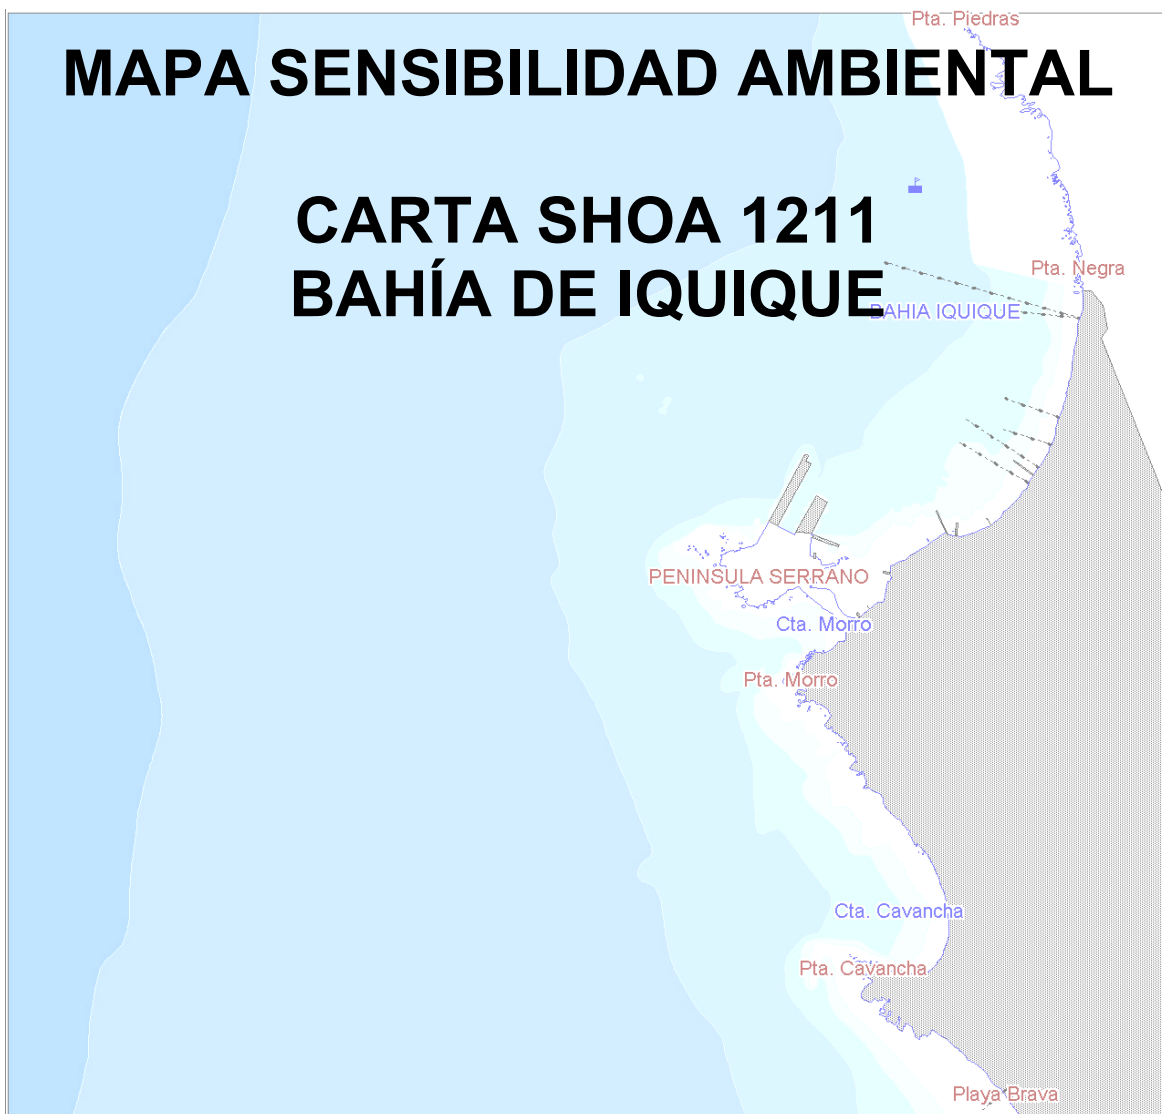 Pta. Piedras
MAPA SENSIBILIDAD AMBIENTAL
CARTA SHOA 1211
BAHÍA DE IQUIQUE
Pta. Negra
BAHIA IQUIQUE
PENINSULA SERRANO
Cta. Morro
Pta. Morro
Cta. Cavancha
Pta. Cavancha
Playa Brava